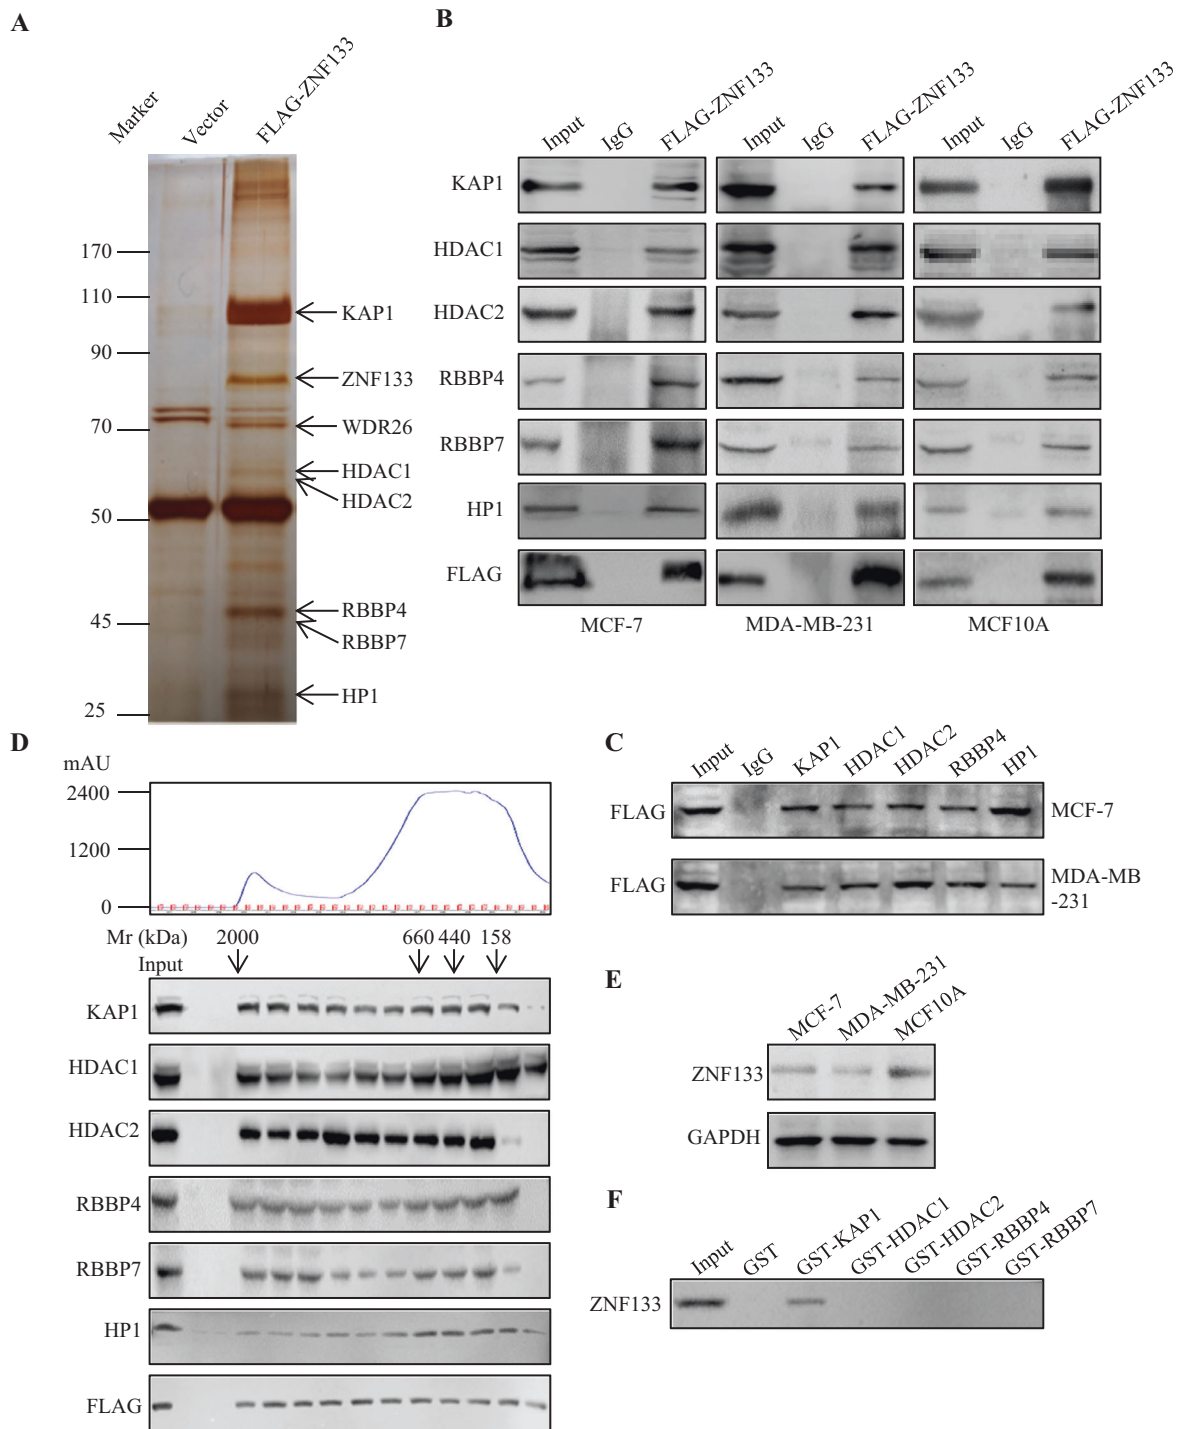 A
Marker
Vector
FLAG-ZNF133
170
110
90
70
50
45
25
KAP1
ZNF133
WDR26
HDAC1
HDAC2
RBBP4
RBBP7
HP1
B
Input IgG FLAG-ZNF133 Input IgG FLAG-ZNF133 Input IgG FLAG-ZNF133
KAP1
HDAC1
HDAC2
RBBP4
RBBP7
HP1
FLAG
MCF-7 MDA-MB-231 MCF10A
C
Input IgG KAP1 HDAC1 HDAC2 RBBP4 HP1
FLAG MCF-7
FLAG MDA-MB
-231
D
mAU
2400
1200
0
Mr (kDa) 2000 660 440 158
Input
KAP1
HDAC1
HDAC2
RBBP4
RBBP7
HP1
FLAG
E
MCF-7 MDA-MB-231 MCF10A
ZNF133
GAPDH
F
Input GST GST-KAP1 GST-HDAC1 GST-HDAC2 GST-RBBP4 GST-RBBP7
ZNF133